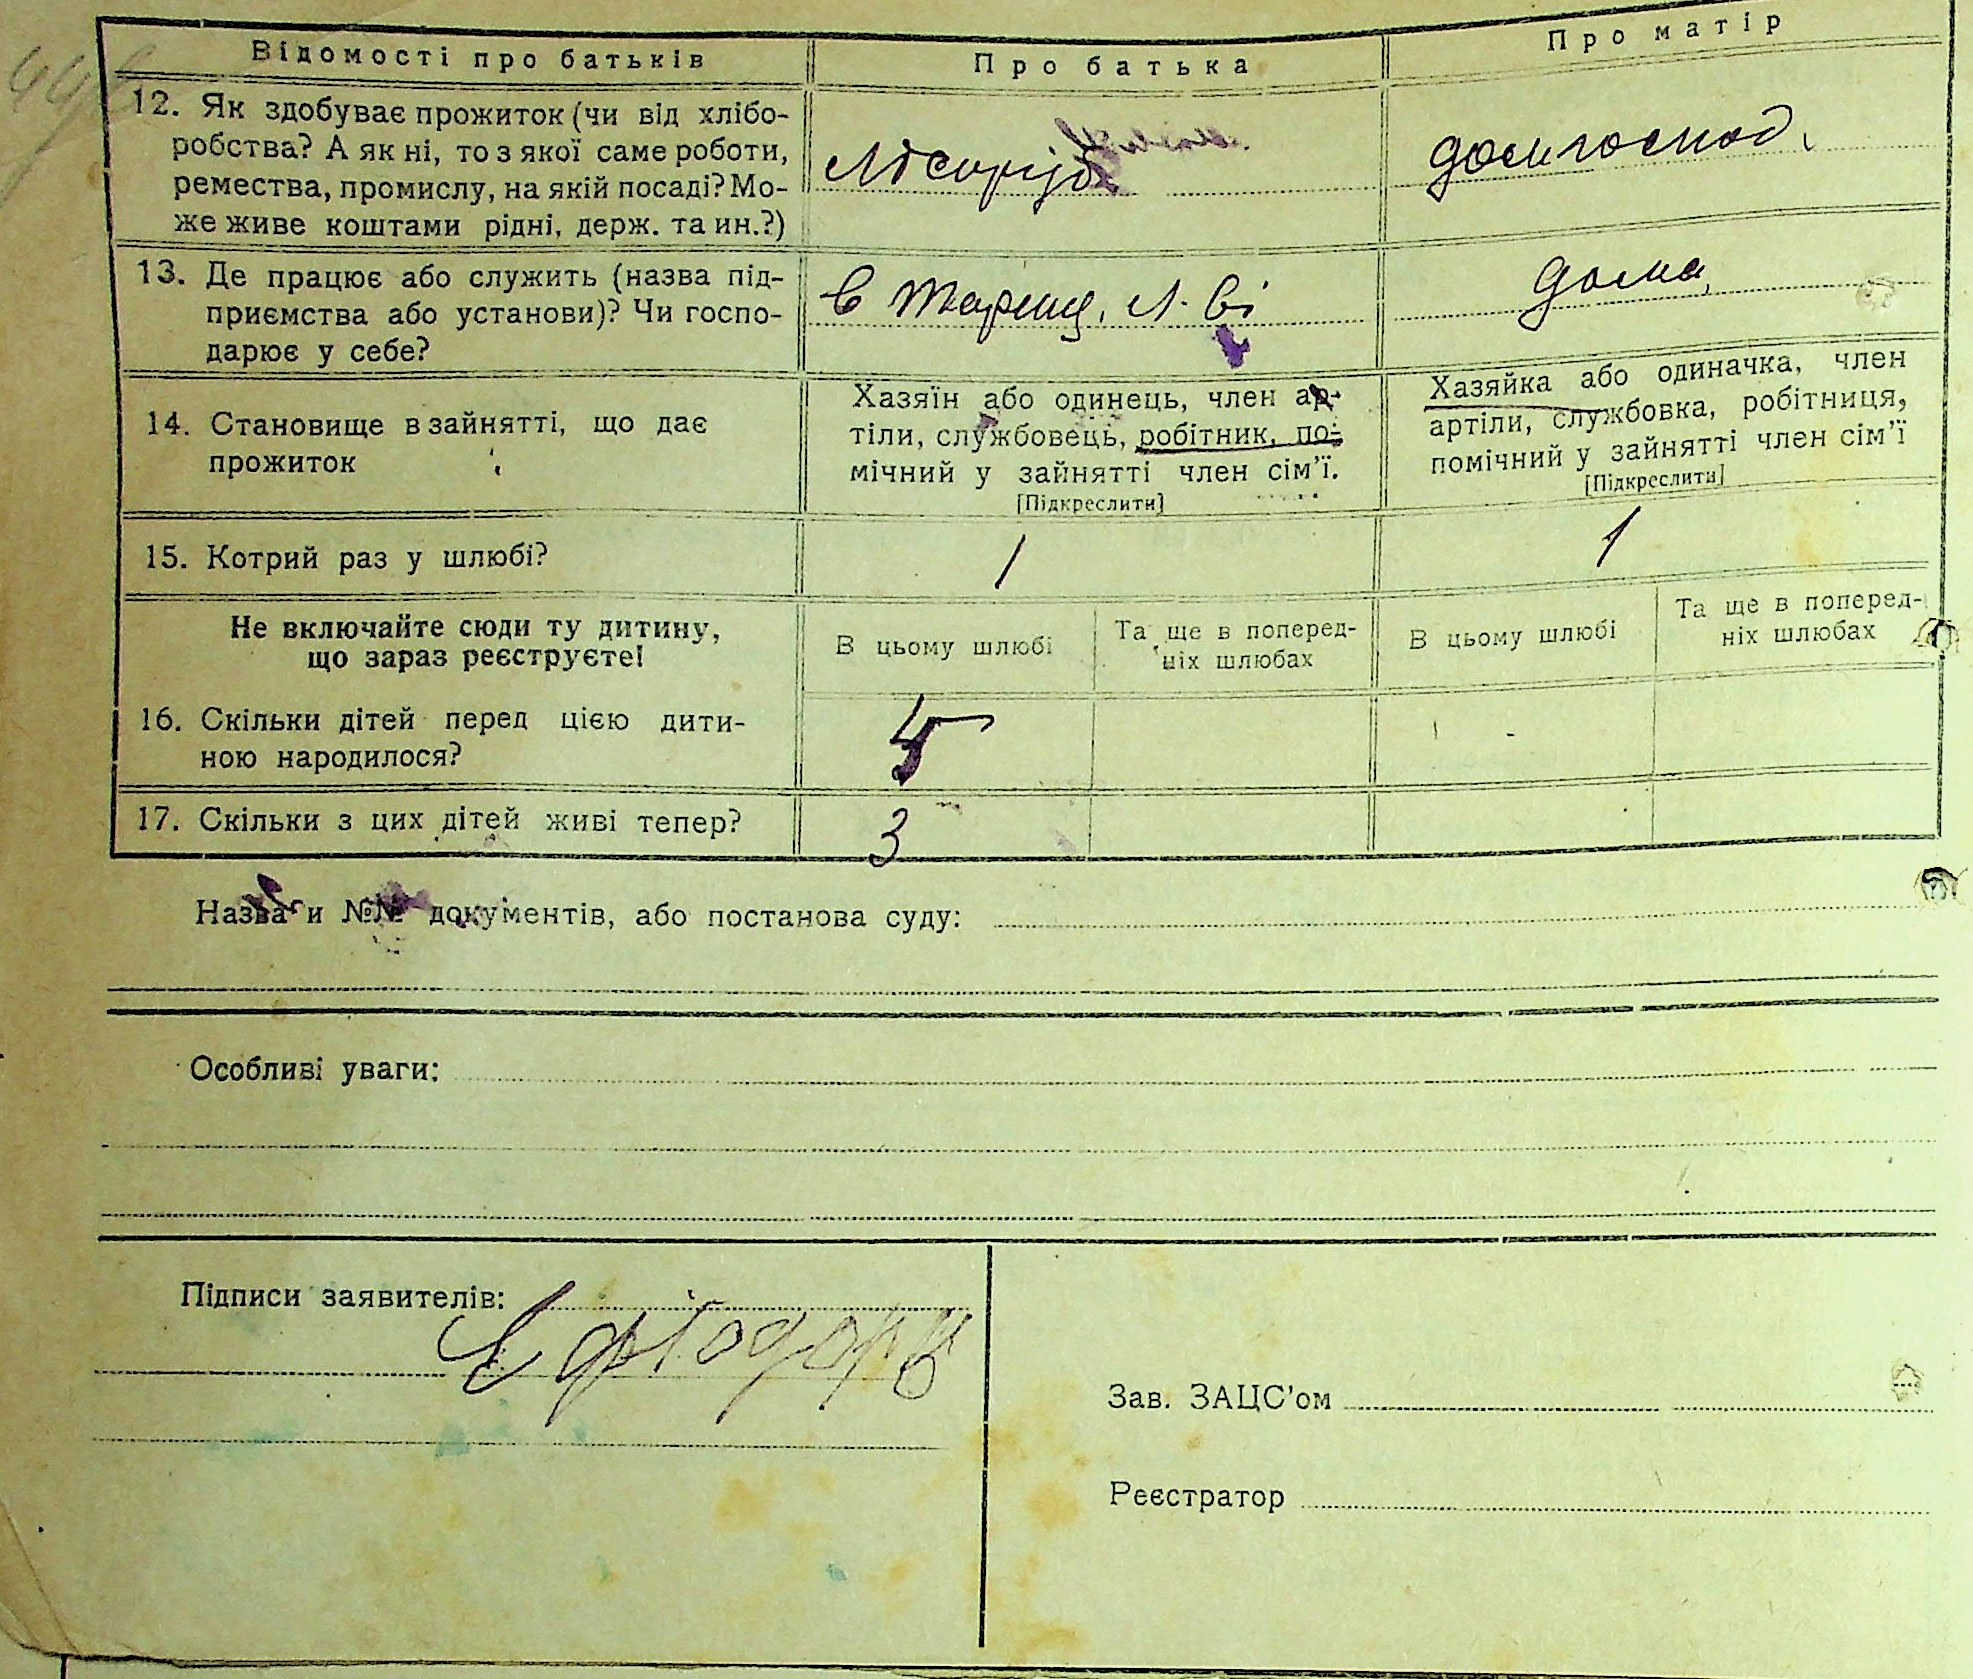 Відомості про батьків
Про батька
Про матір
12. Як здобуває прожиток (чи від хлібо-
робства? А як ні, то з якої саме роботи,
ремества, промислу, на якій посаді? Мо-
же живе коштами рідні, держ. та ин.?)
Лісоруб
домгоспод.
13. Де працює або служить (назва під-
приємства або установи)? Чи госпо-
дарює у себе?
в Жорнищ. Л-ві
дома
14. Становище в зайнятті, що дає
прожиток
Хазяїн або одинець, член ар-
тіли, службовець, робітник, по-
мічний у зайнятті член сім’ї.
[Підкреслити]
Хазяйка або одиначка, член
артіли, службовка, робітниця,
помічний у зайнятті член сім’ї
[Підкреслити]
15. Котрий раз у шлюбі?
1
1
Не включайте сюди ту дитину,
що зараз реєструєте!
В цьому шлюбі
Та ще в поперед-
ніх шлюбах
В цьому шлюбі
Та ще в поперед-
ніх шлюбах
16. Скільки дітей перед цією дити-
ною народилося?
5
17. Скільки з цих дітей живі тепер?
3
Назва и №№ документів, або постанова суду:
Особливі уваги:
Підписи заявителів:
Зав. ЗАЦС’ом
Реєстратор